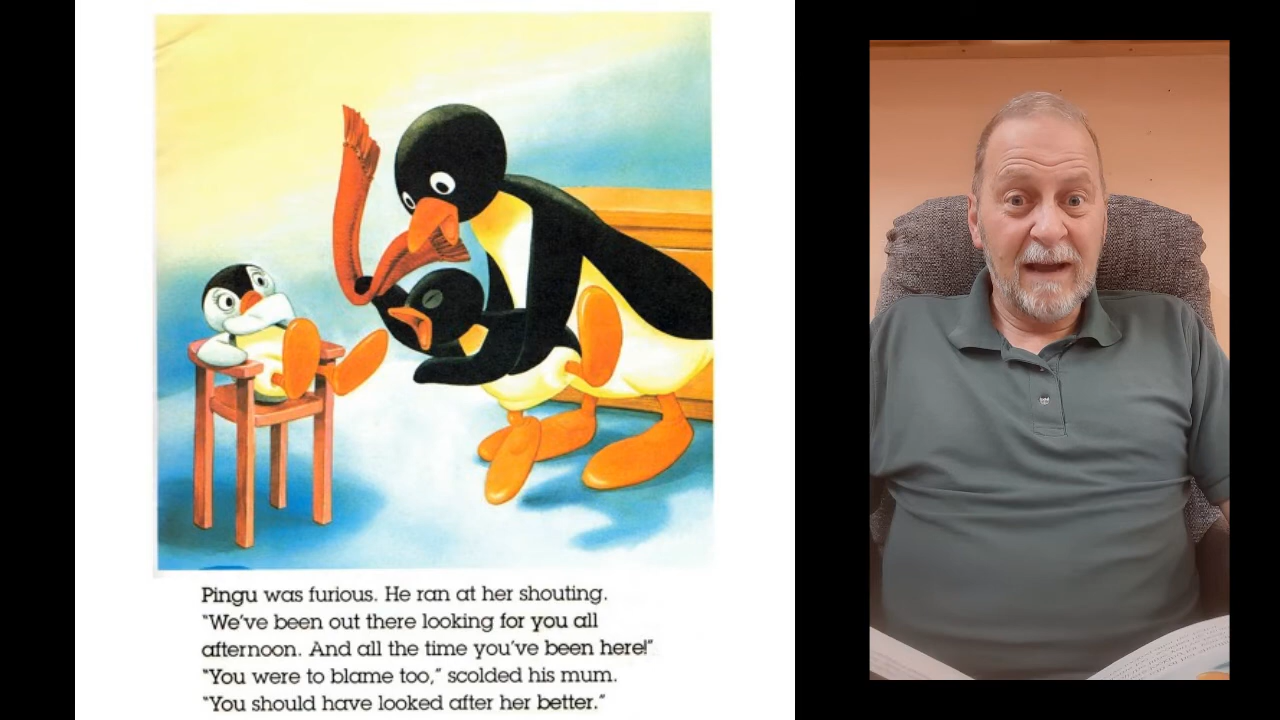 Pingu was furious. He ran at her shouting.
"We've been out there looking for you all
afternoon. And all the time you've been here!"
"You were to blame too," scolded his mum.
"You should have looked after her better."